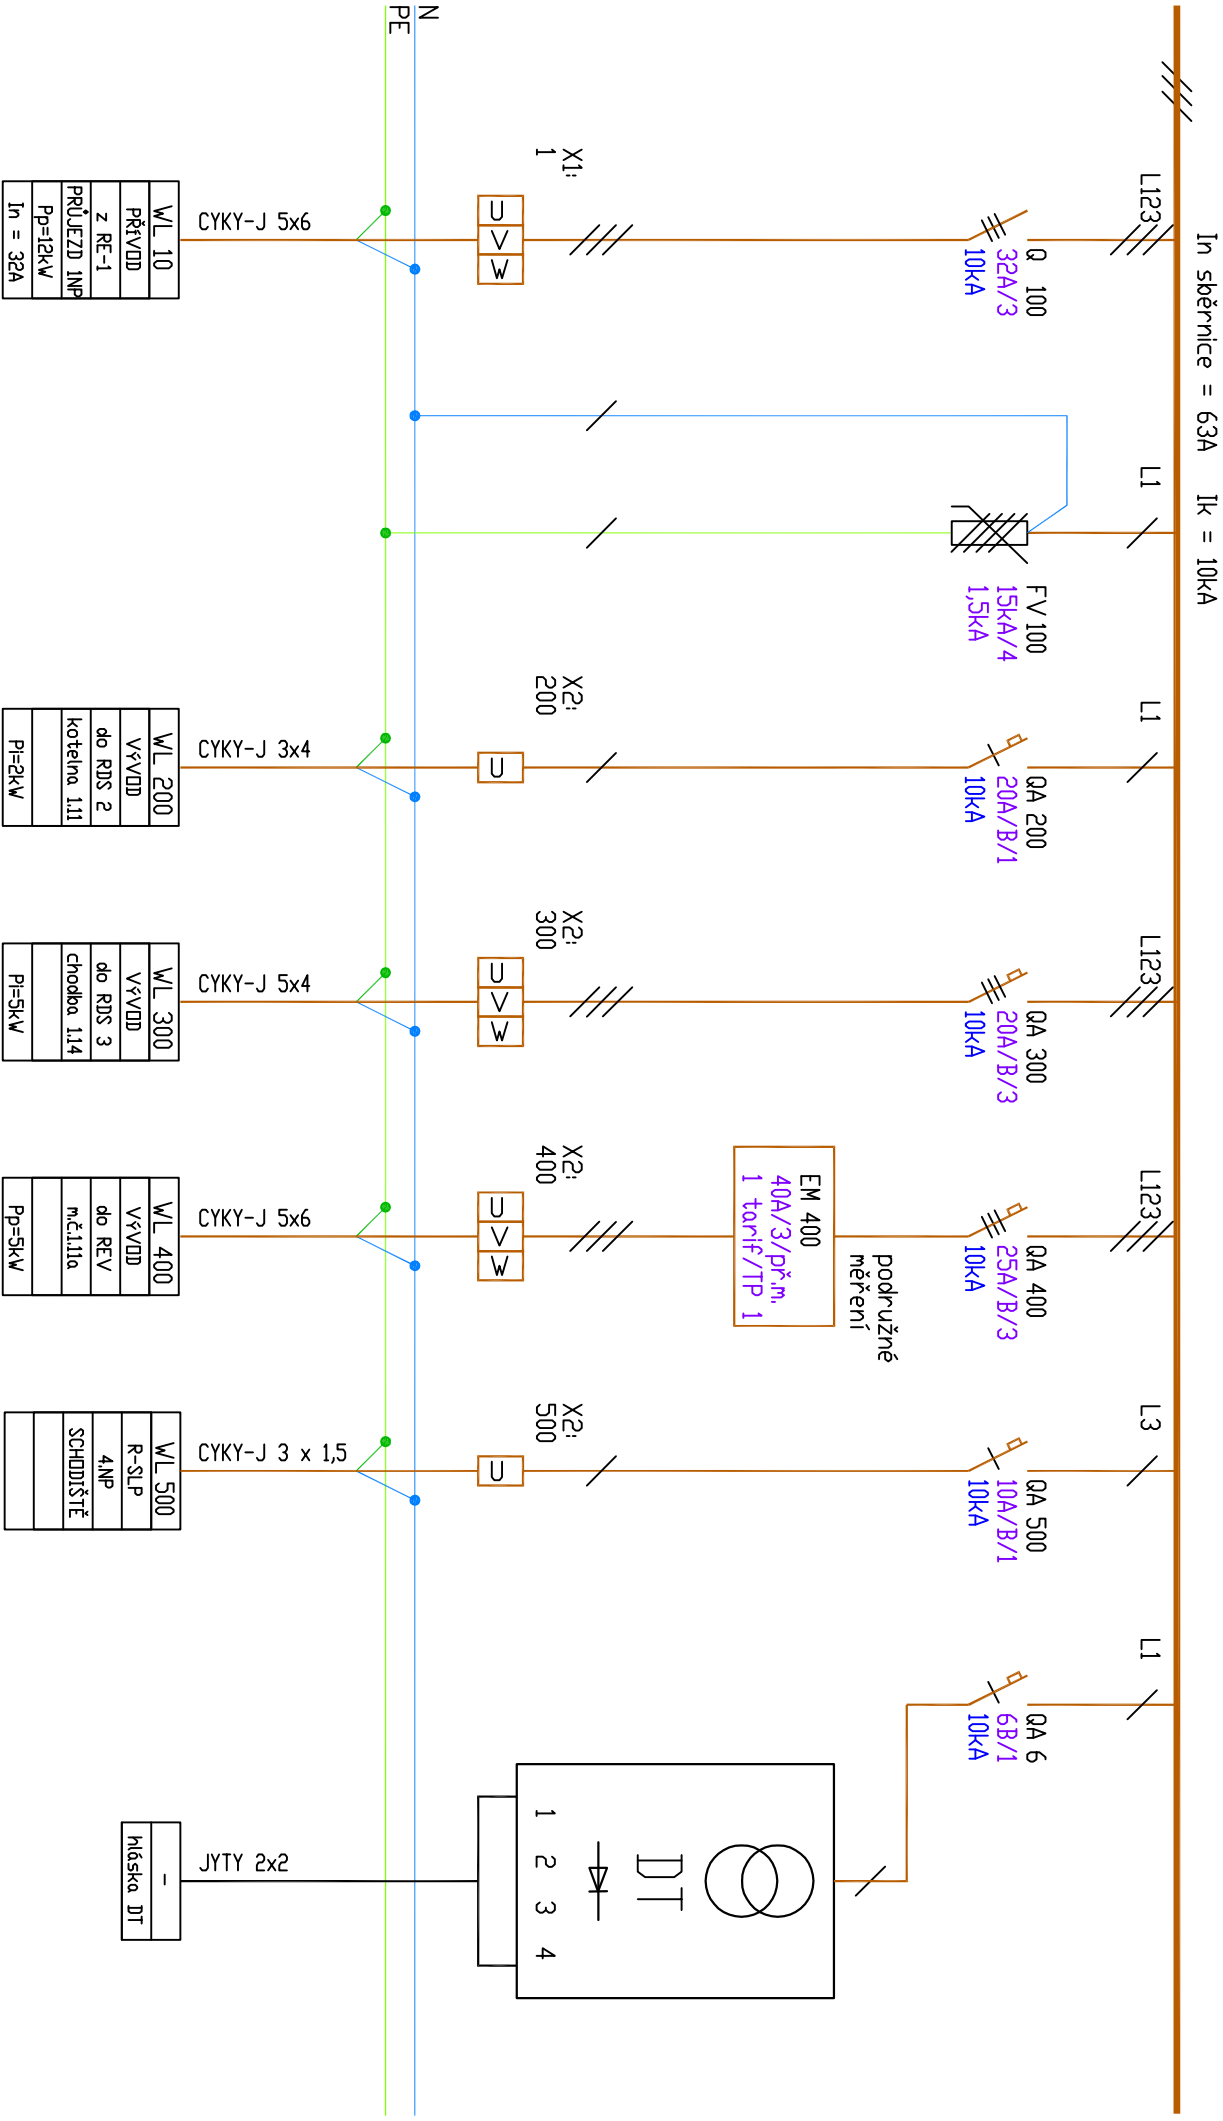 In sběrnice = 63A   Ik = 10kA
L123
L1
L1
L123
L123
L3
L1
Q 100
32A/3
10kA
FV100
15kA/4
1,5kA
QA 200
20A/B/1
10kA
QA 300
20A/B/3
10kA
QA 400
25A/B/3
10kA
QA 500
10A/B/1
10kA
QA 6
6B/1
10kA
podružné
měření
EM 400
40A/3/př.m.
1 tarif/TP 1
DT
1 2 3 4
X1:
1
U V W
X2:
200
U
X2:
300
U V W
X2:
400
U V W
X2:
500
U
N
PE
CYKY-J 5x6
CYKY-J 3x4
CYKY-J 5x4
CYKY-J 5x6
CYKY-J 3 x 1,5
JYTY 2x2
WL 10
PŘÍVOD
z RE-1
PRŮJEZD 1NP
Pp=12kW
In = 32A
WL 200
VÝVOD
do RDS 2
kotelna 1.11
Pi=2kW
WL 300
VÝVOD
do RDS 3
chodba 1.14
Pi=5kW
WL 400
VÝVOD
do REV
m.č.1.11a
Pp=5kW
WL 500
R-SLP
4.NP
SCHODIŠTĚ
-
hláska DT